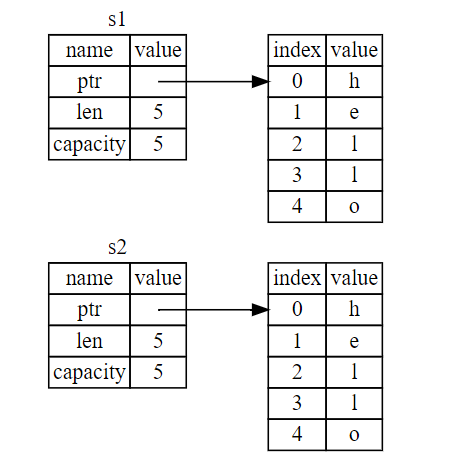 s1
name value index value
ptr 0 h
len 5 1 e
capacity 5 2 l
3 l
4 o
s2
name value index value
ptr 0 h
len 5 1 e
capacity 5 2 l
3 l
4 o